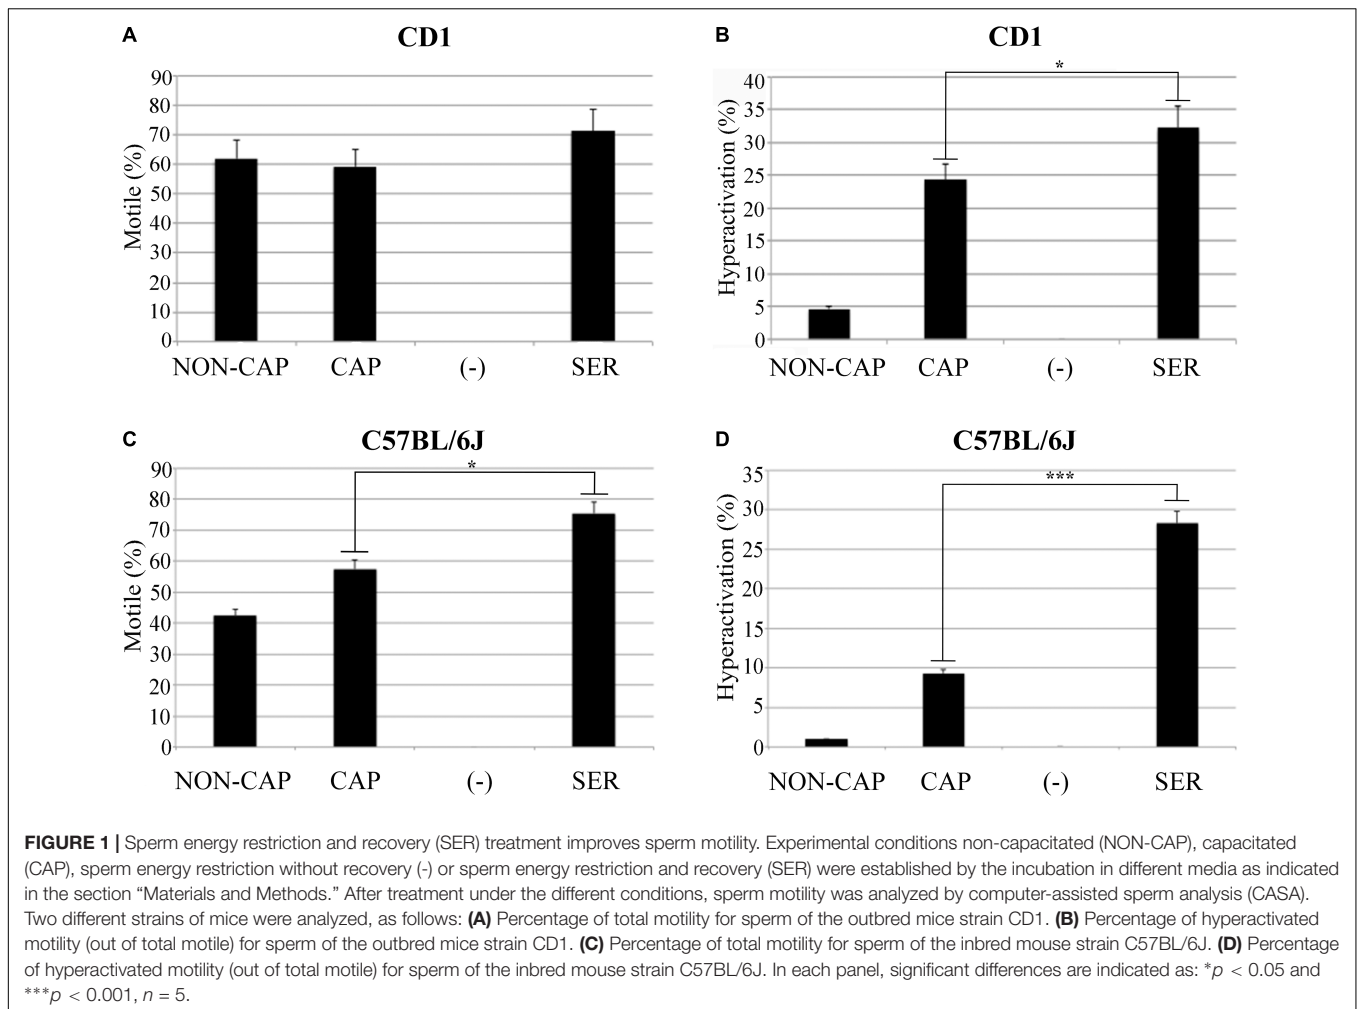 A
CD1
Motile (%)
90
80
70
60
50
40
30
20
10
0
NON-CAP CAP (-) SER
B
CD1
Hyperactivation (%)
40
35
30
25
20
15
10
5
0
*
NON-CAP CAP (-) SER
C
C57BL/6J
Motile (%)
90
80
70
60
50
40
30
20
10
0
*
NON-CAP CAP (-) SER
D
C57BL/6J
Hyperactivation (%)
35
30
25
20
15
10
5
0
***
NON-CAP CAP (-) SER
FIGURE 1 | Sperm energy restriction and recovery (SER) treatment improves sperm motility. Experimental conditions non-capacitated (NON-CAP), capacitated
(CAP), sperm energy restriction without recovery (-) or sperm energy restriction and recovery (SER) were established by the incubation in different media as indicated
in the section “Materials and Methods.” After treatment under the different conditions, sperm motility was analyzed by computer-assisted sperm analysis (CASA).
Two different strains of mice were analyzed, as follows: (A) Percentage of total motility for sperm of the outbred mice strain CD1. (B) Percentage of hyperactivated
motility (out of total motile) for sperm of the outbred mice strain CD1. (C) Percentage of total motility for sperm of the inbred mouse strain C57BL/6J. (D) Percentage
of hyperactivated motility (out of total motile) for sperm of the inbred mouse strain C57BL/6J. In each panel, significant differences are indicated as: *p < 0.05 and
***p < 0.001, n = 5.